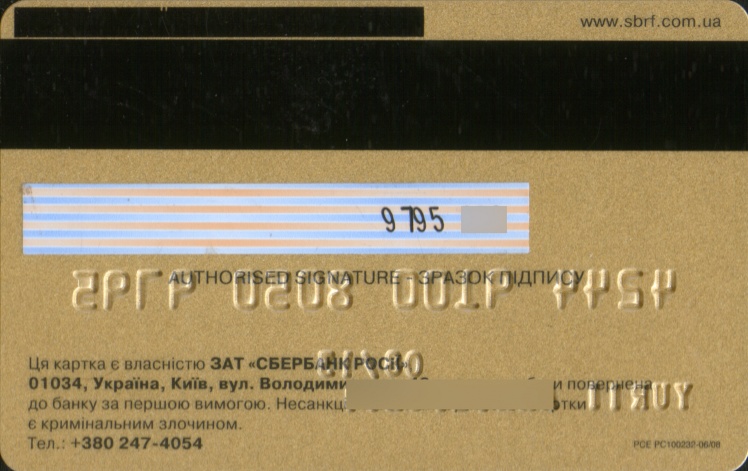 www.sbrf.com.ua
9795
AUTHORISED SIGNATURE - ЗРАЗОК ПІДПИСУ
Ця картка є власністю ЗАТ «СБЕРБАНК РОСІЇ»
01034, Україна, Київ, вул. повернена
до банку за першою вимогою.
є кримінальним злочином.
Тел.: +380 247-4054
PCE PC100232-06/08